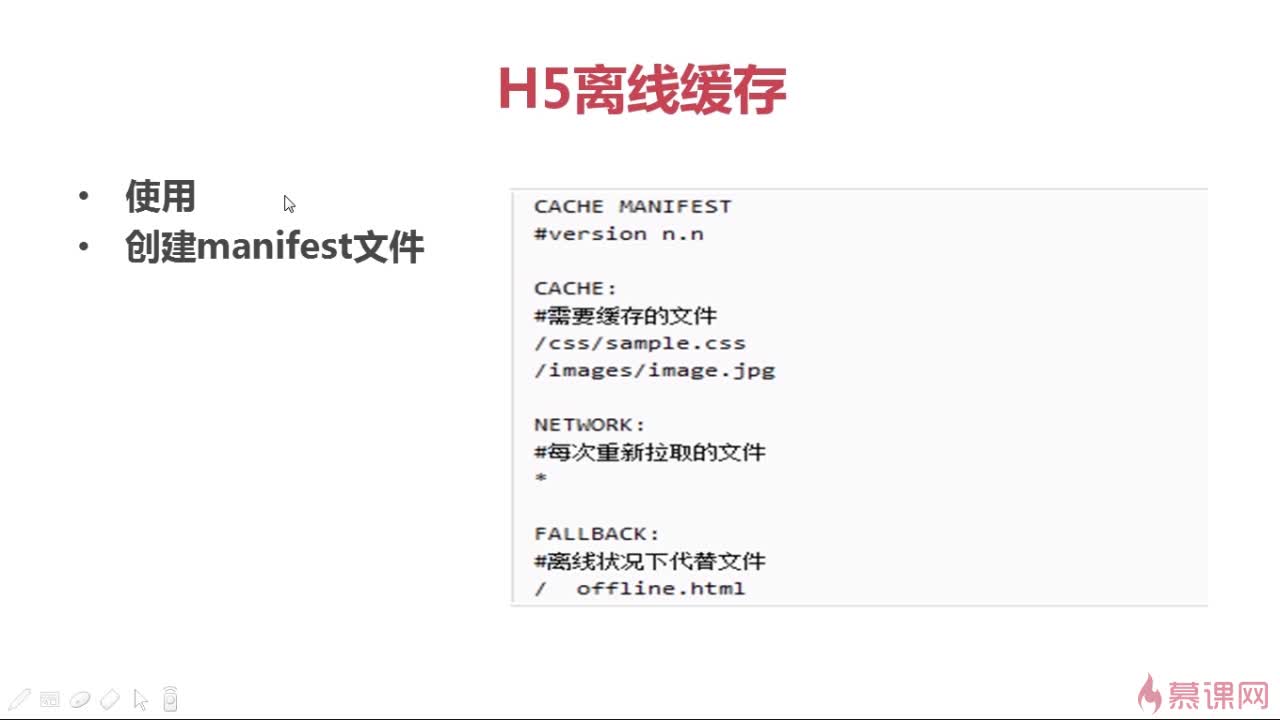 H5离线缓存
• 使用
• 创建manifest文件
CACHE MANIFEST
#version n.n
CACHE:
#需要缓存的文件
/css/sample.css
/images/image.jpg
NETWORK:
#每次重新拉取的文件
*
FALLBACK:
#离线状况下代替文件
/ offline.html
慕课网